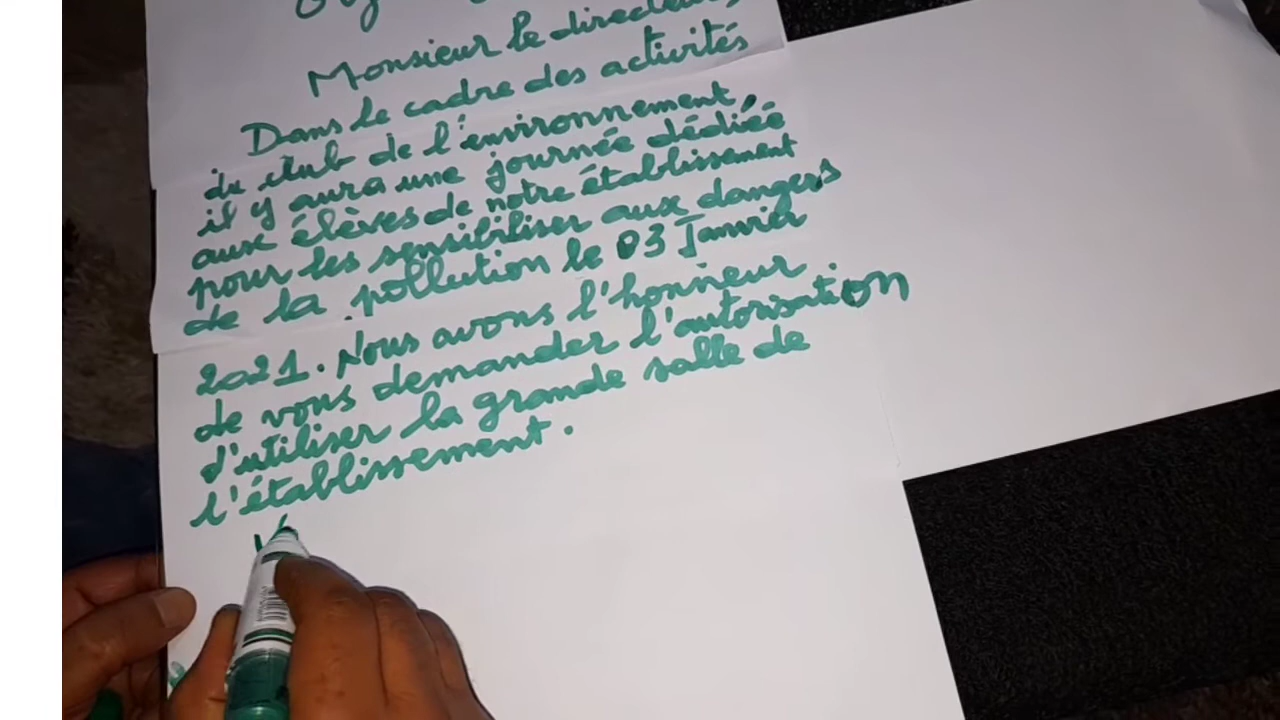 Monsieur le directeur,
Dans le cadre des activités
du club de l'environnement,
il y aura une journée dédiée
aux élèves de notre établissement
pour les sensibiliser aux dangers
de la pollution le 03 Janvier
2021. Nous avons l'honneur
de vous demander l'autorisation
d'utiliser la grande salle de
l'établissement.